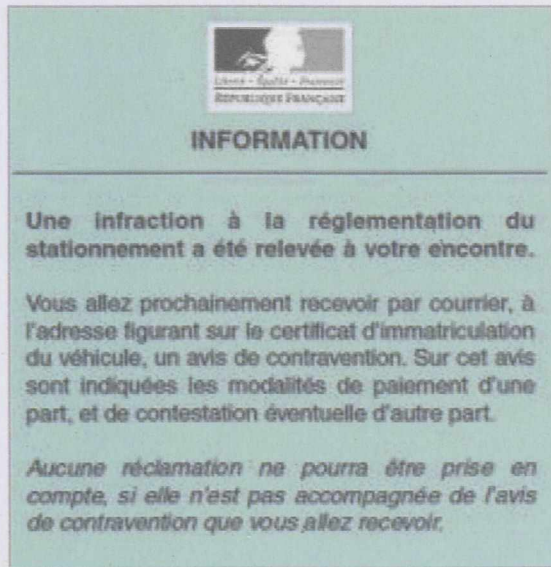 Liberté • Égalité • Fraternité
RÉPUBLIQUE FRANÇAISE
INFORMATION
Une infraction à la réglementation du
stationnement a été relevée à votre encontre.
Vous allez prochainement recevoir par courrier, à
l'adresse figurant sur le certificat d'immatriculation
du véhicule, un avis de contravention. Sur cet avis
sont indiquées les modalités de paiement d'une
part, et de contestation éventuelle d'autre part.
Aucune réclamation ne pourra être prise en
compte, si elle n'est pas accompagnée de l'avis
de contravention que vous allez recevoir.